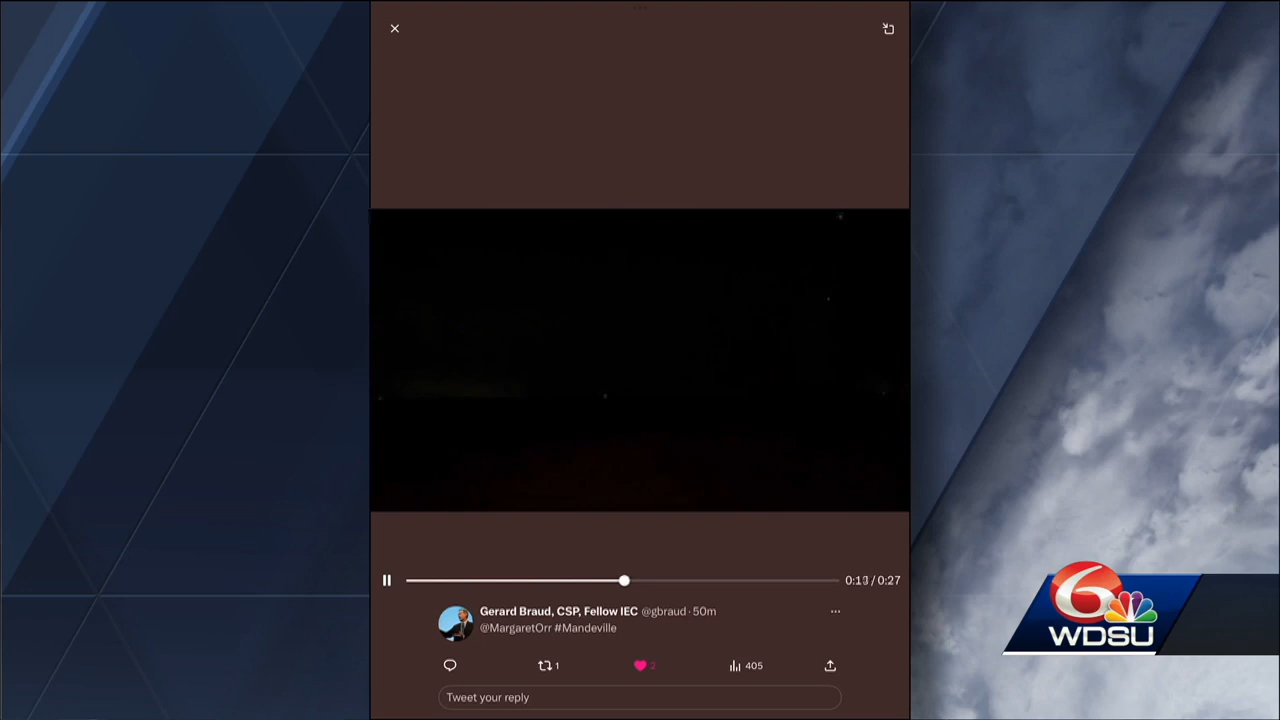 0:13 / 0:27
Gerard Braud, CSP, Fellow IEC @gbraud · 50m
@MargaretOrr #Mandeville
1
2
405
Tweet your reply
6
WDSU